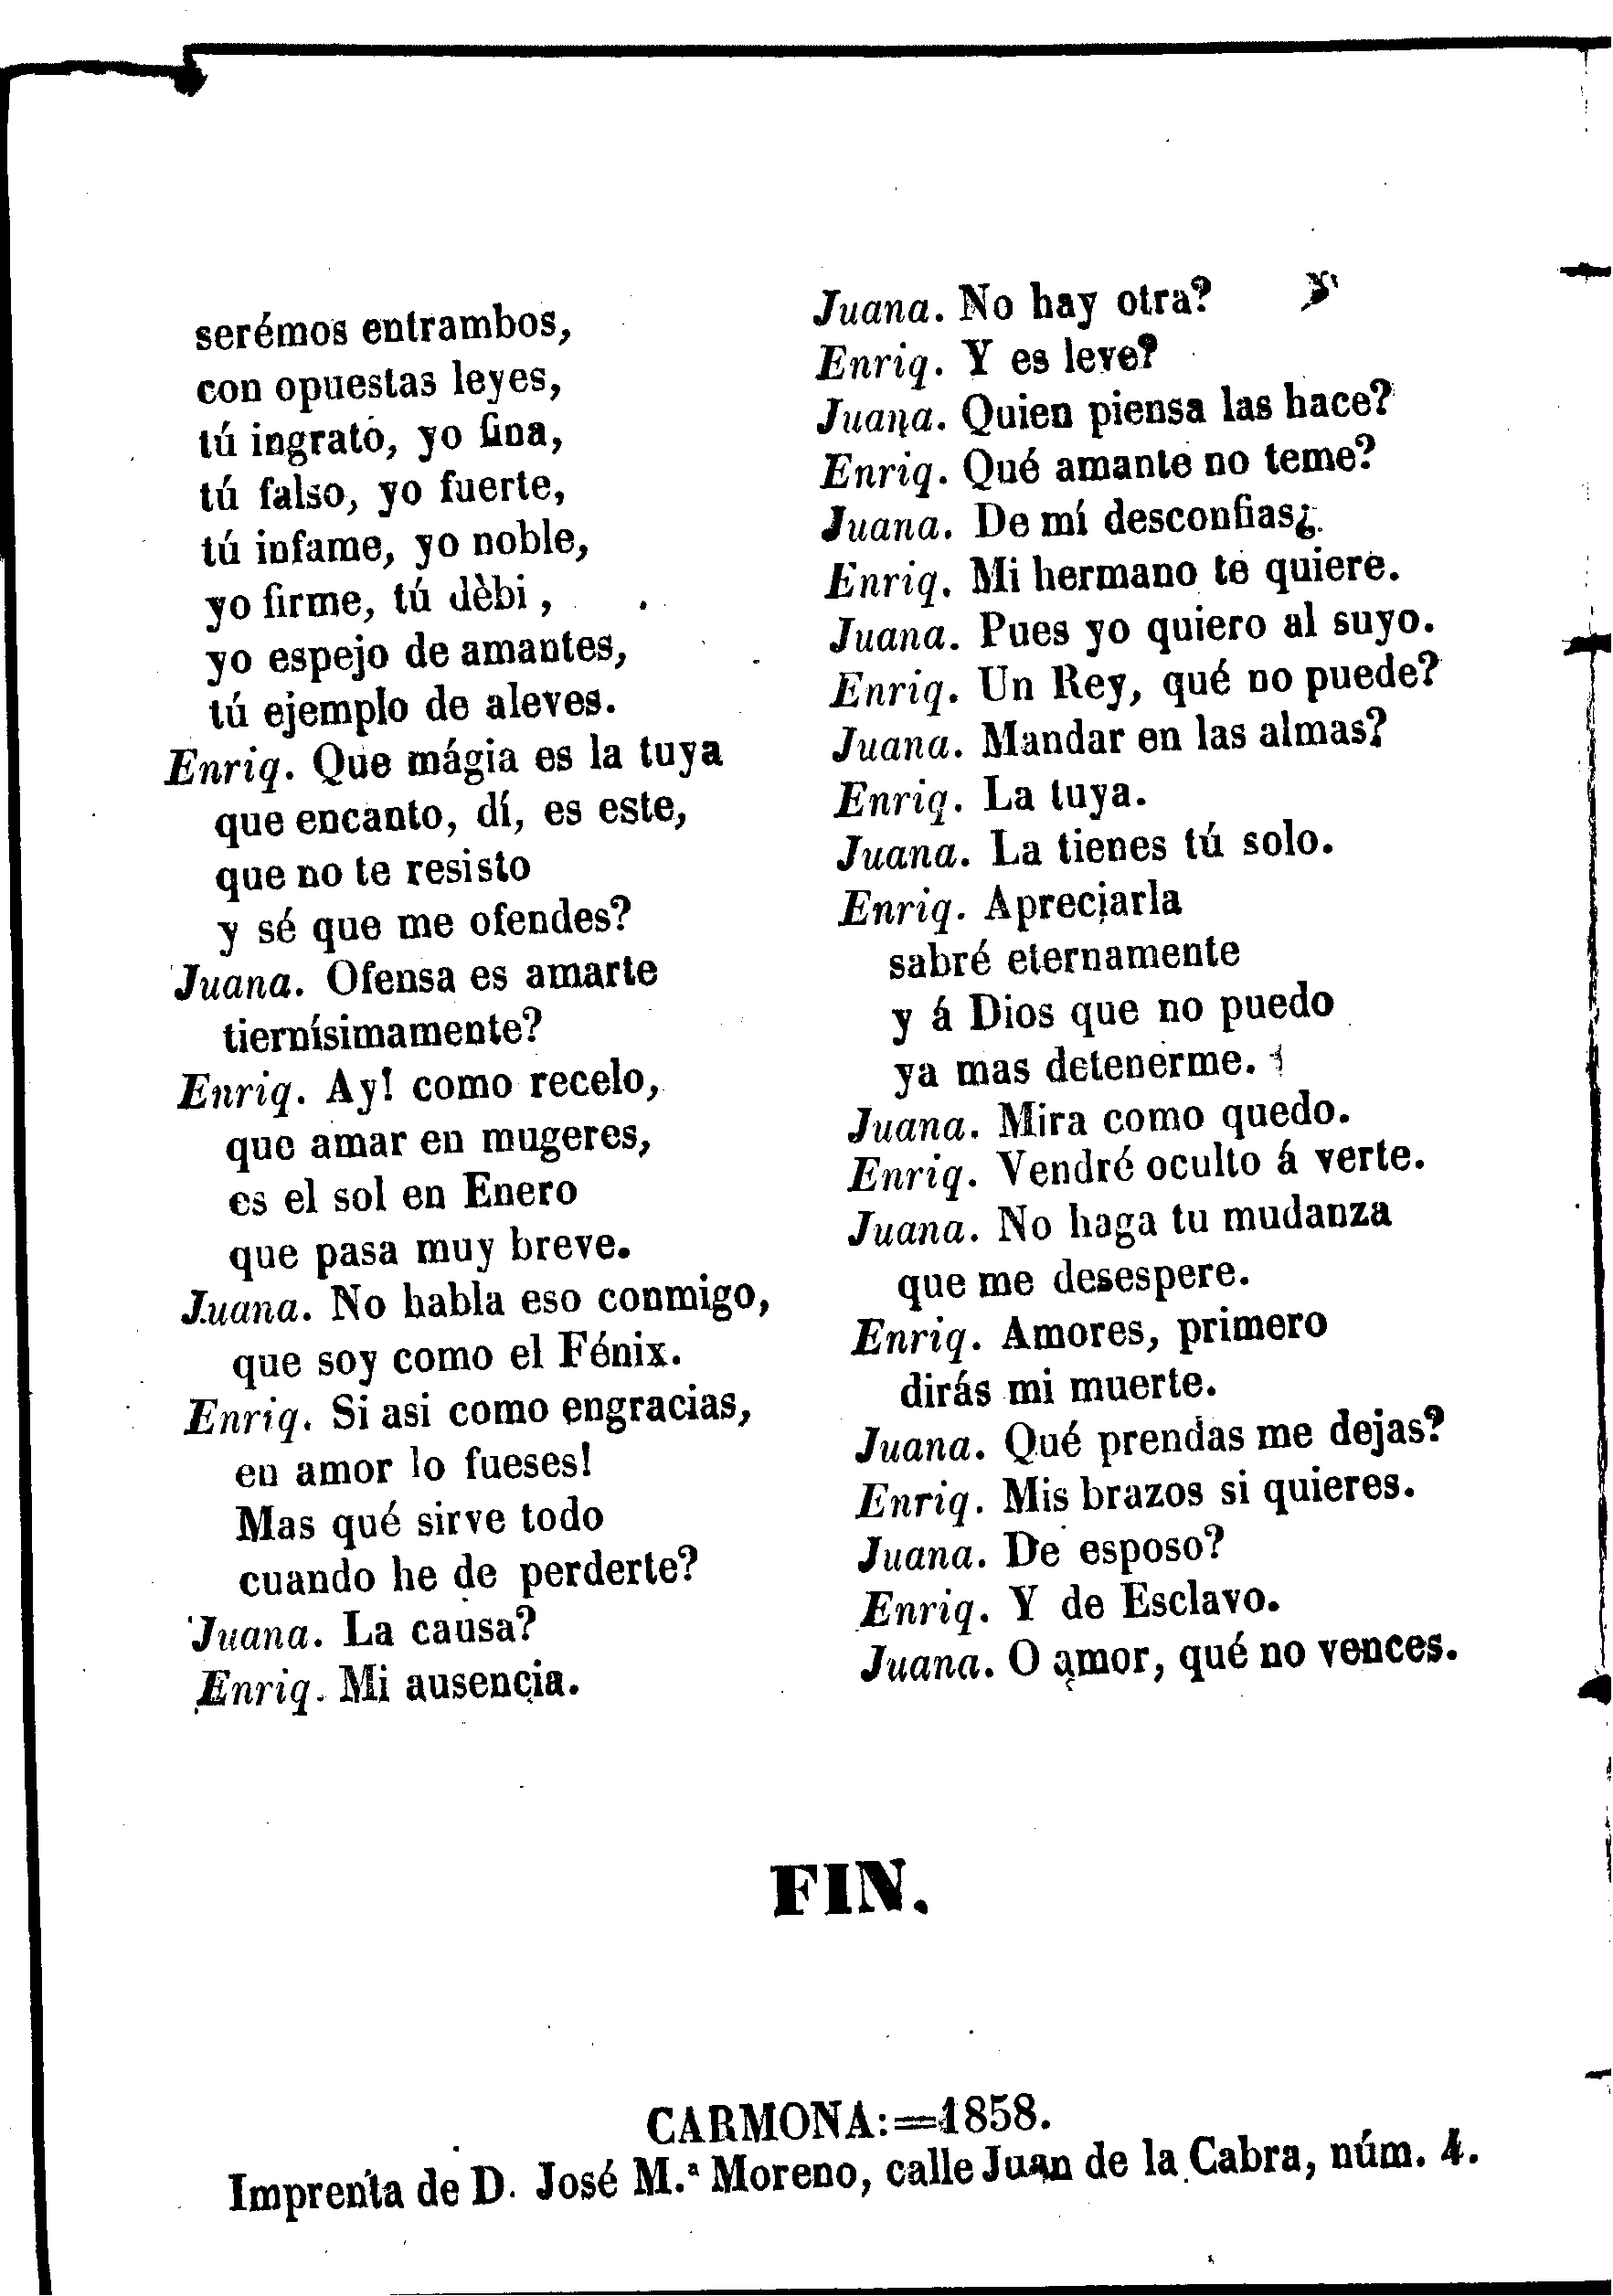 serémos entrambos,
con opuestas leyes,
tú ingrato, yo fina,
tú falso, yo fuerte,
tú infame, yo noble,
yo firme, tú dèbi ,
yo espejo de amantes,
tú ejemplo de aleves.
Enriq. Que mágia es la tuya
que encanto, dí, es este,
que no te resisto
y sé que me ofendes?
Juana. Ofensa es amarte
tiernísimamente?
Enriq. Ay! como recelo,
que amar en mugeres,
es el sol en Enero
que pasa muy breve.
Juana. No habla eso conmigo,
que soy como el Fénix.
Enriq. Si asi como engracias,
en amor lo fueses!
Mas qué sirve todo
cuando he de perderte?
Juana. La causa?
Enriq. Mi ausencia.
Juana. No hay otra?
Enriq. Y es leve?
Juana. Quien piensa las hace?
Enriq. Qué amante no teme?
Juana. De mí desconfias¿
Enriq. Mi hermano te quiere.
Juana. Pues yo quiero al suyo.
Enriq. Un Rey, qué no puede?
Juana. Mandar en las almas?
Enriq. La tuya.
Juana. La tienes tú solo.
Enriq. Apreciarla
sabré eternamente
y á Dios que no puedo
ya mas detenerme.
Juana. Mira como quedo.
Enriq. Vendré oculto á verte.
Juana. No haga tu mudanza
que me desespere.
Enriq. Amores, primero
dirás mi muerte.
Juana. Qué prendas me dejas?
Enriq. Mis brazos si quieres.
Juana. De esposo?
Enriq. Y de Esclavo.
Juana. O amor, qué no vences.
FIN.
CARMONA:=1858.
Imprenta de D. José M.ª Moreno, calle Juan de la Cabra, núm. 4.